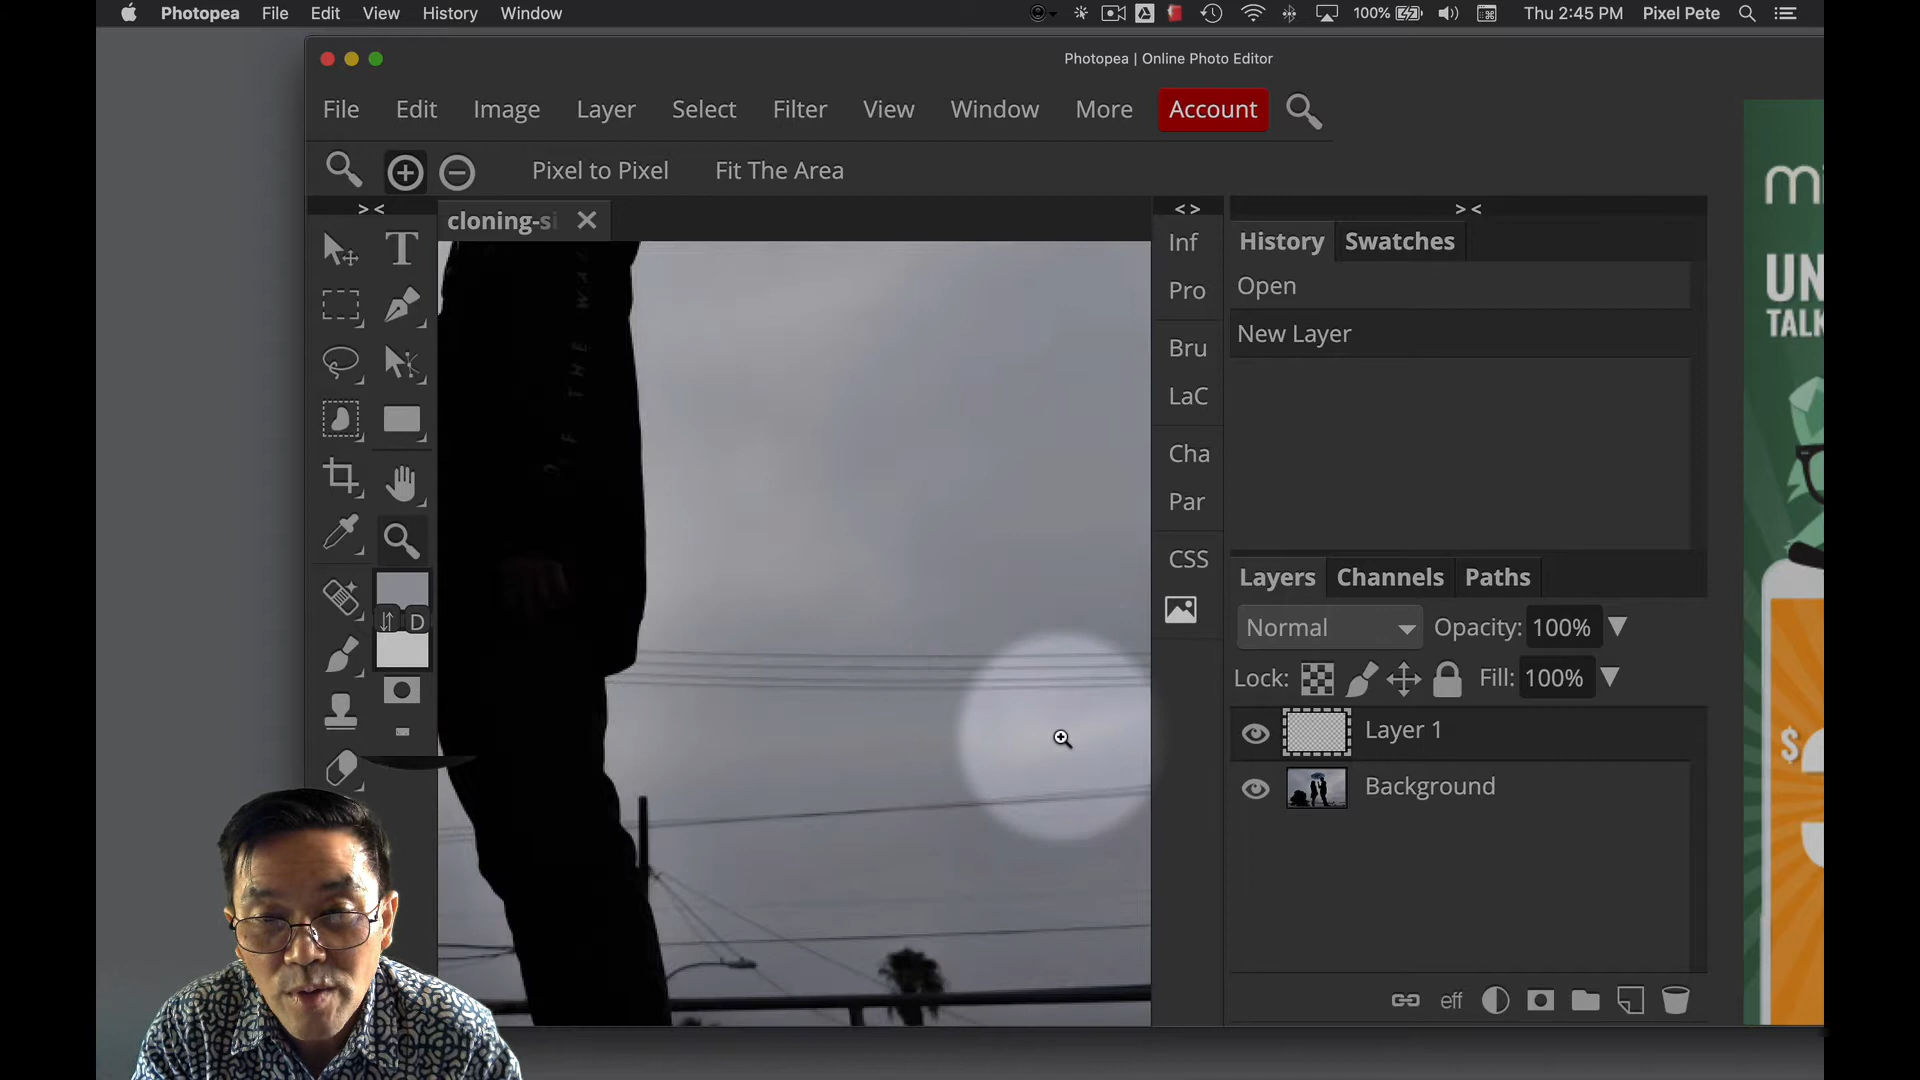 Photopea File Edit View History Window 100% Thu 2:45 PM Pixel Pete
Photopea | Online Photo Editor
File Edit Image Layer Select Filter View Window More Account
Pixel to Pixel Fit The Area
> < < > > <
cloning-si
T
Inf
Pro
Bru
LaC
Cha
Par
CSS
D
History Swatches
Open
New Layer
Layers Channels Paths
Normal Opacity: 100%
Lock: Fill: 100%
Layer 1
Background
eff
THE
mi
UN
TALK
$